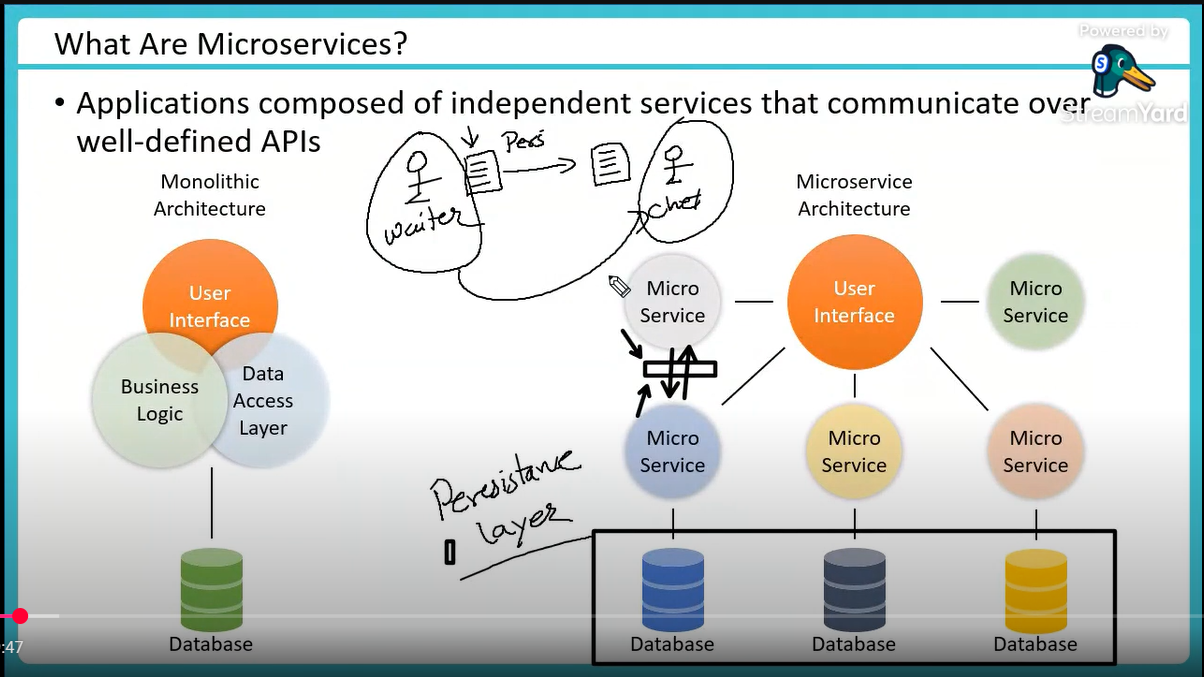 What Are Microservices?
Powered by
S
StreamYard
• Applications composed of independent services that communicate over
well-defined APIs
Pers
waiter
chef
Monolithic
Architecture
User
Interface
Business
Logic
Data
Access
Layer
Database
Microservice
Architecture
Micro
Service
User
Interface
Micro
Service
Micro
Service
Micro
Service
Micro
Service
Peresistance
layer
Database
Database
Database
:47